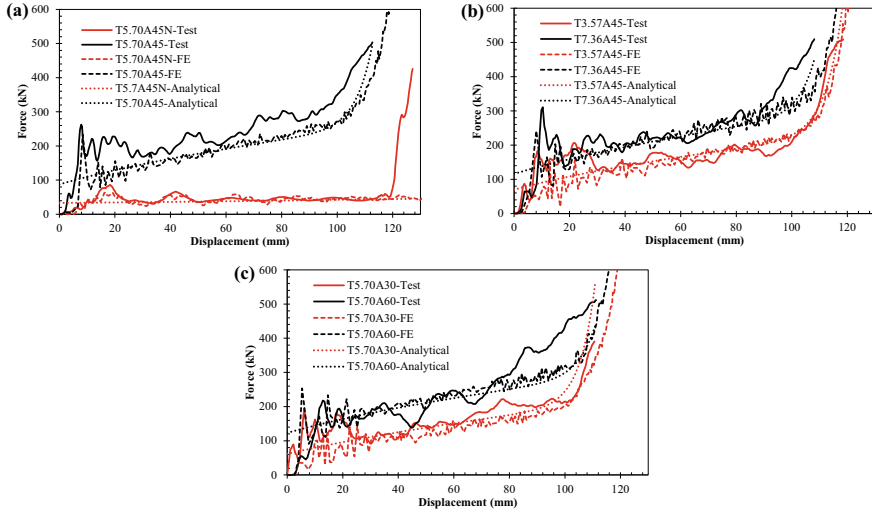 (a)
T5.70A45N-Test
T5.70A45-Test
T5.70A45N-FE
T5.70A45-FE
T5.7A45N-Analytical
T5.70A45-Analytical
Force (kN)
600
500
400
300
200
100
0
0 20 40 60 80 100 120
Displacement (mm)
(b)
T3.57A45-Test
T7.36A45-Test
T3.57A45-FE
T7.36A45-FE
T3.57A45-Analytical
T7.36A45-Analytical
Force (kN)
600
500
400
300
200
100
0
0 20 40 60 80 100 120
Displacement (mm)
(c)
T5.70A30-Test
T5.70A60-Test
T5.70A30-FE
T5.70A60-FE
T5.70A30-Analytical
T5.70A60-Analytical
Force (kN)
600
500
400
300
200
100
0
0 20 40 60 80 100 120
Displacement (mm)